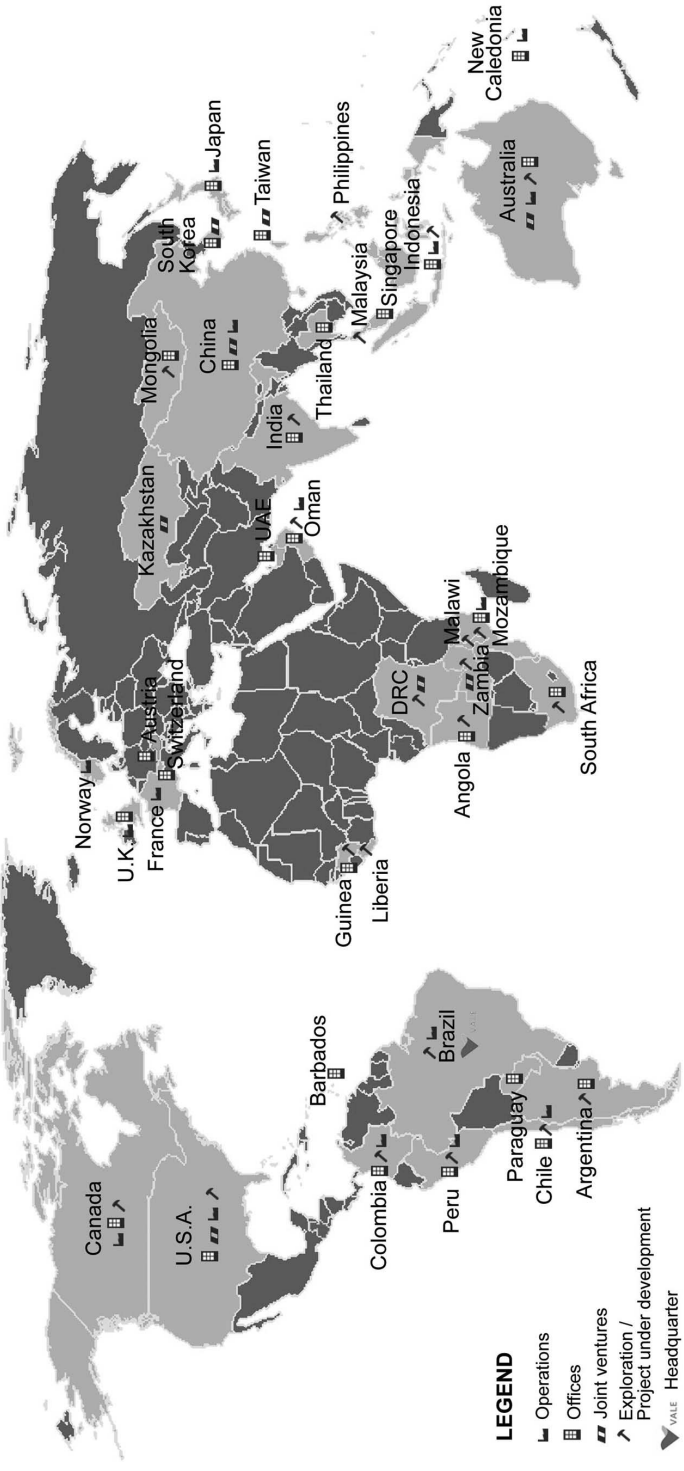 Canada
U.S.A.
Barbados
Colombia
Peru
Brazil
VALE
Paraguay
Chile
Argentina
Norway
U.K.
France
Austria
Switzerland
Guinea
Liberia
DRC
Angola
Zambia
Malawi
Mozambique
South Africa
Kazakhstan
UAE
Oman
India
Mongolia
China
South
Korea
Japan
Taiwan
Thailand
Philippines
Malaysia
Singapore
Indonesia
Australia
New
Caledonia
LEGEND
Operations
Offices
Joint ventures
Exploration /
Project under development
VALE Headquarter